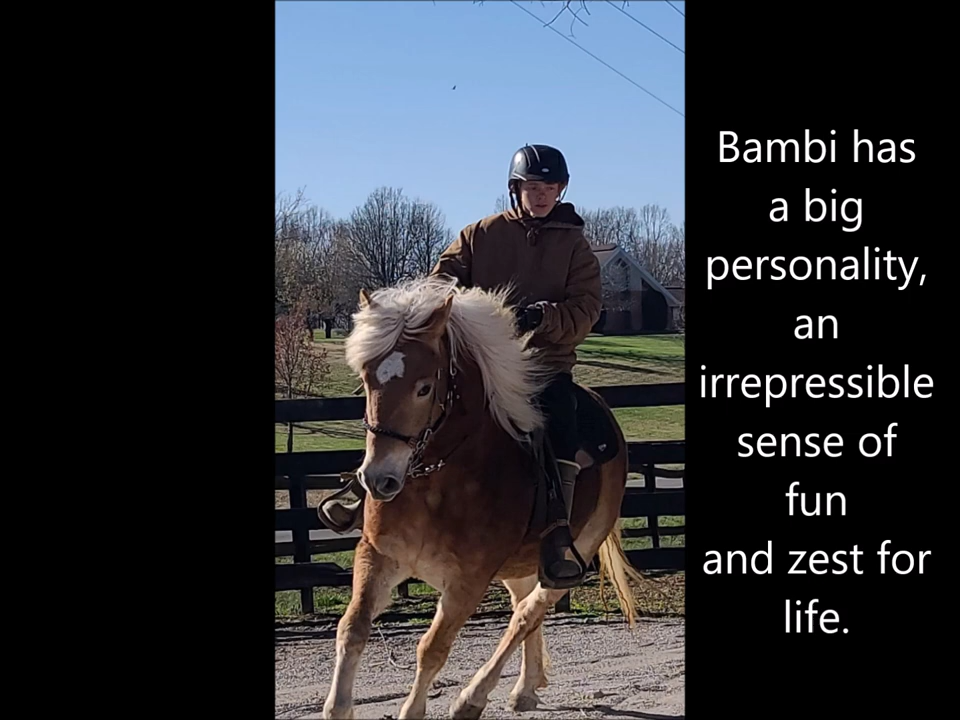 Bambi has
a big
personality,
an
irrepressible
sense of
fun
and zest for
life.